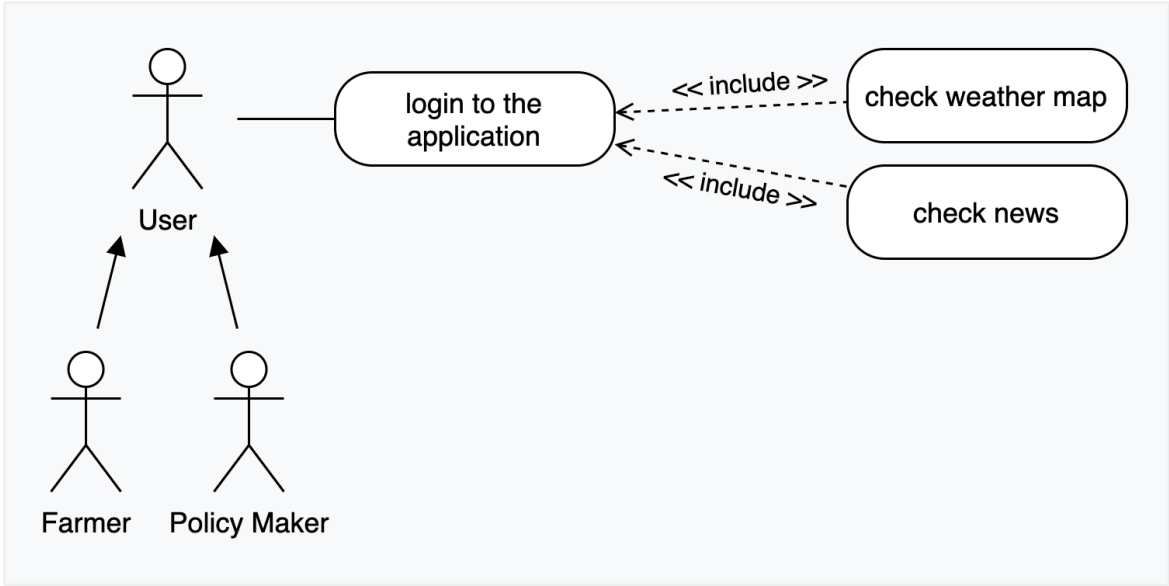 login to the
application
<< include >>
check weather map
<< include >>
check news
User
Farmer
Policy Maker